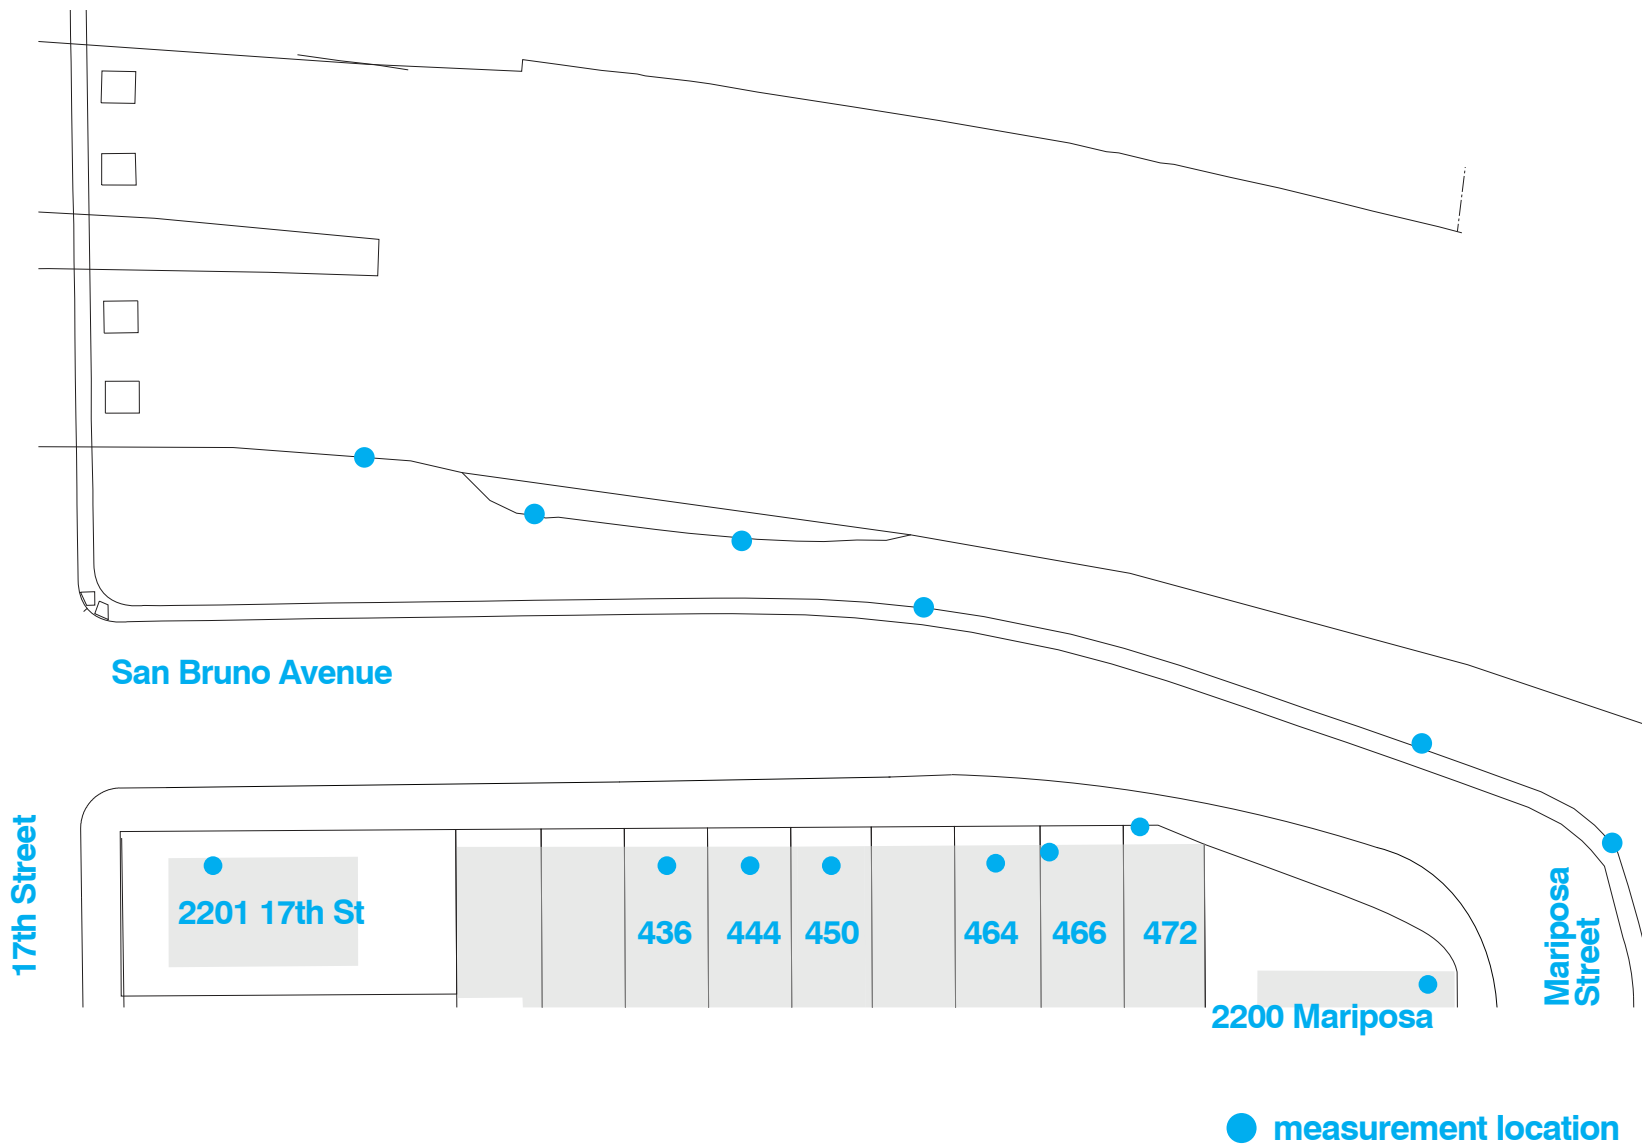 San Bruno Avenue
17th Street
2201 17th St
436
444
450
464
466
472
Mariposa
Street
2200 Mariposa
measurement location